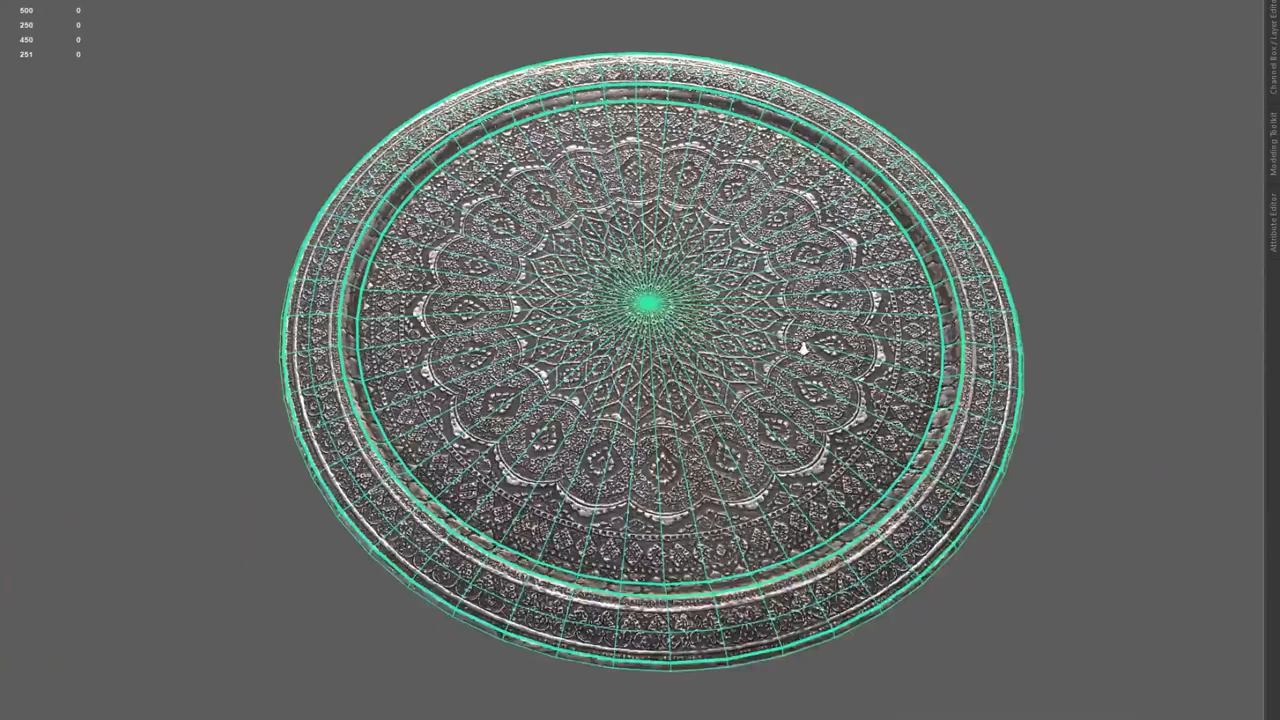 500 0
250 0
450 0
251 0
Channel Box / Layer Editor
Modeling Toolkit
Attribute Editor